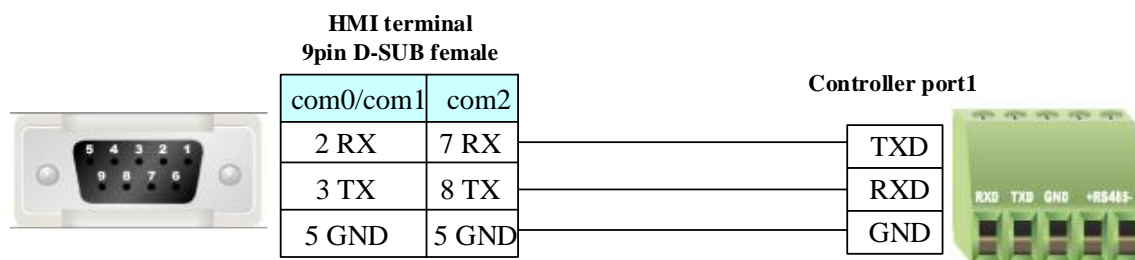 HMI terminal
9pin D-SUB female
Controller port1
com0/com1 com2
2 RX 7 RX
3 TX 8 TX
5 GND 5 GND
TXD
RXD
GND
5 4 3 2 1
9 8 7 6
RXD TXD GND +RS485-